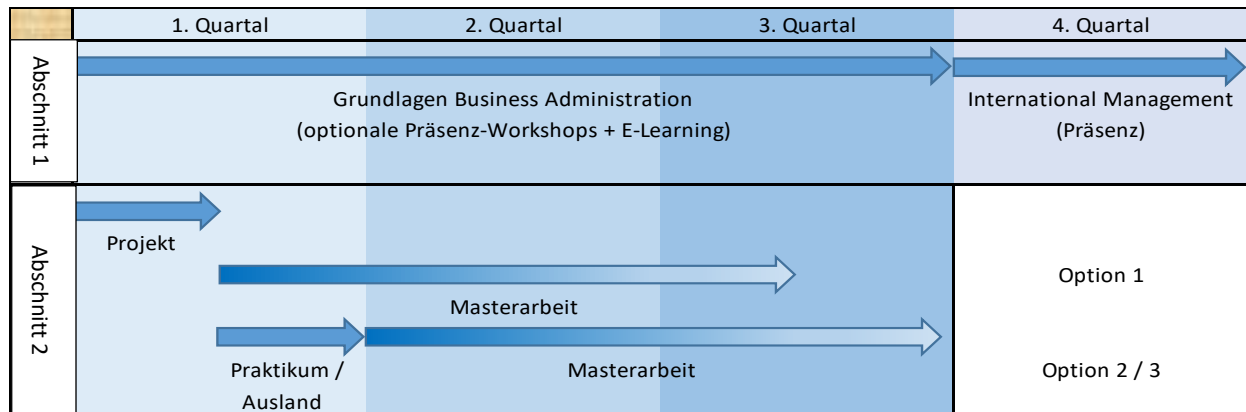 1. Quartal 2. Quartal 3. Quartal 4. Quartal
Abschnitt 1
Grundlagen Business Administration
(optionale Präsenz-Workshops + E-Learning)
International Management
(Präsenz)
Abschnitt 2
Projekt
Masterarbeit
Option 1
Praktikum /
Ausland
Masterarbeit
Option 2 / 3